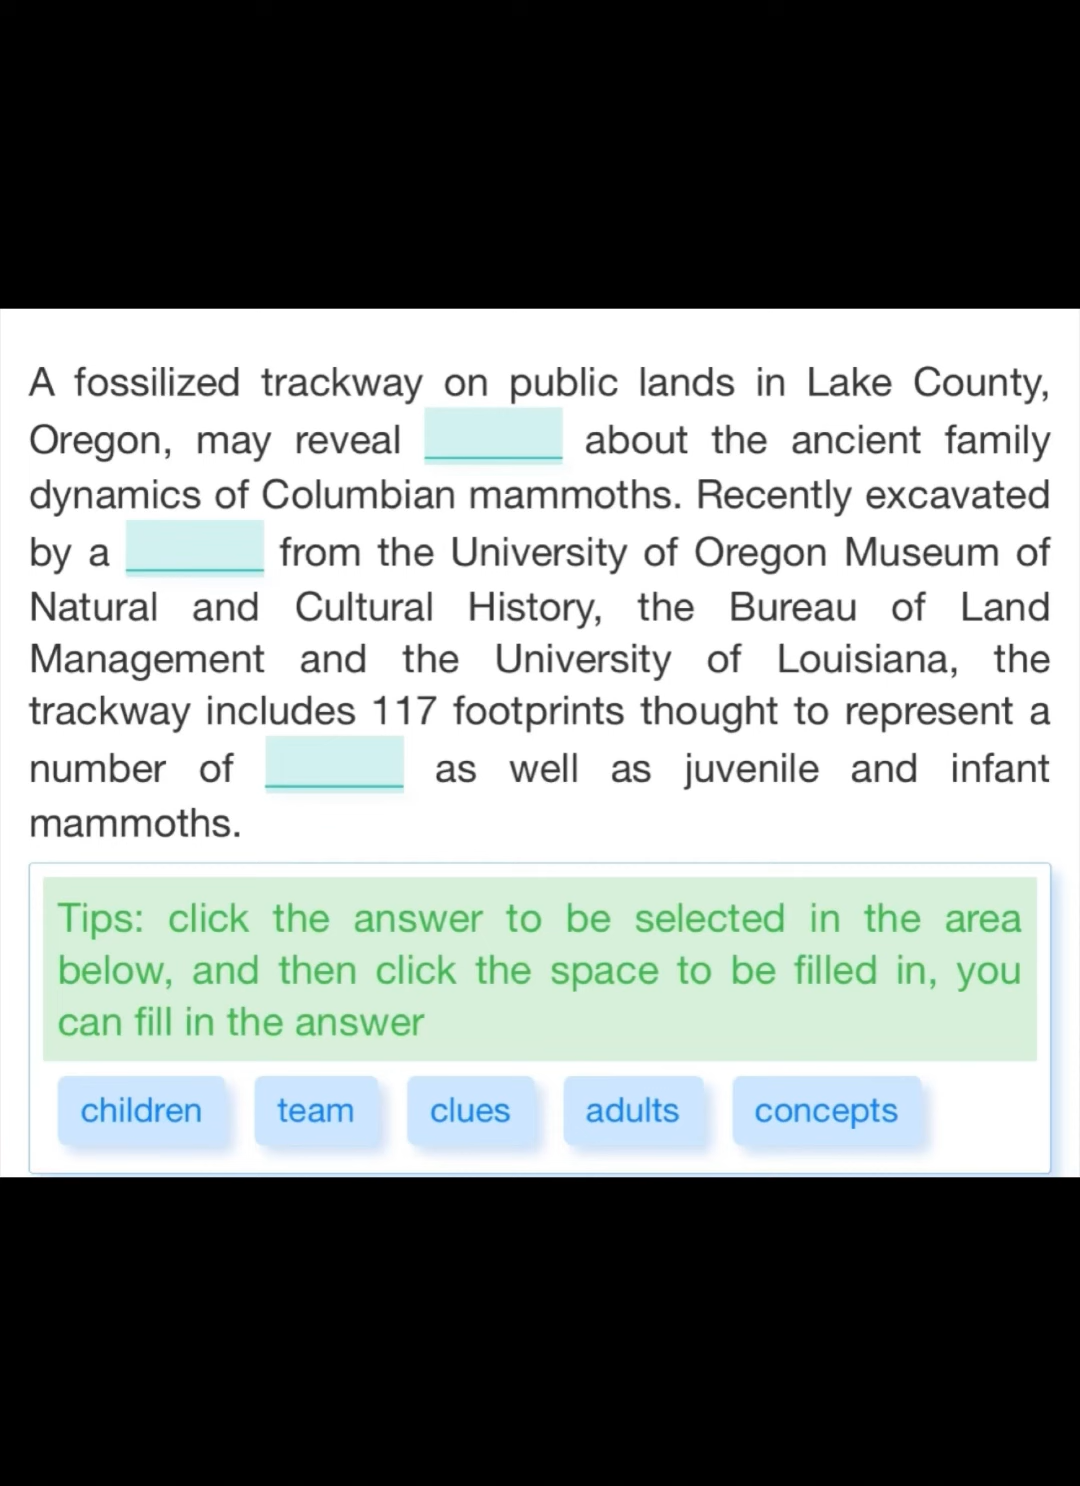 A fossilized trackway on public lands in Lake County,
Oregon, may reveal about the ancient family
dynamics of Columbian mammoths. Recently excavated
by a from the University of Oregon Museum of
Natural and Cultural History, the Bureau of Land
Management and the University of Louisiana, the
trackway includes 117 footprints thought to represent a
number of as well as juvenile and infant
mammoths.
Tips: click the answer to be selected in the area
below, and then click the space to be filled in, you
can fill in the answer
children team clues adults concepts